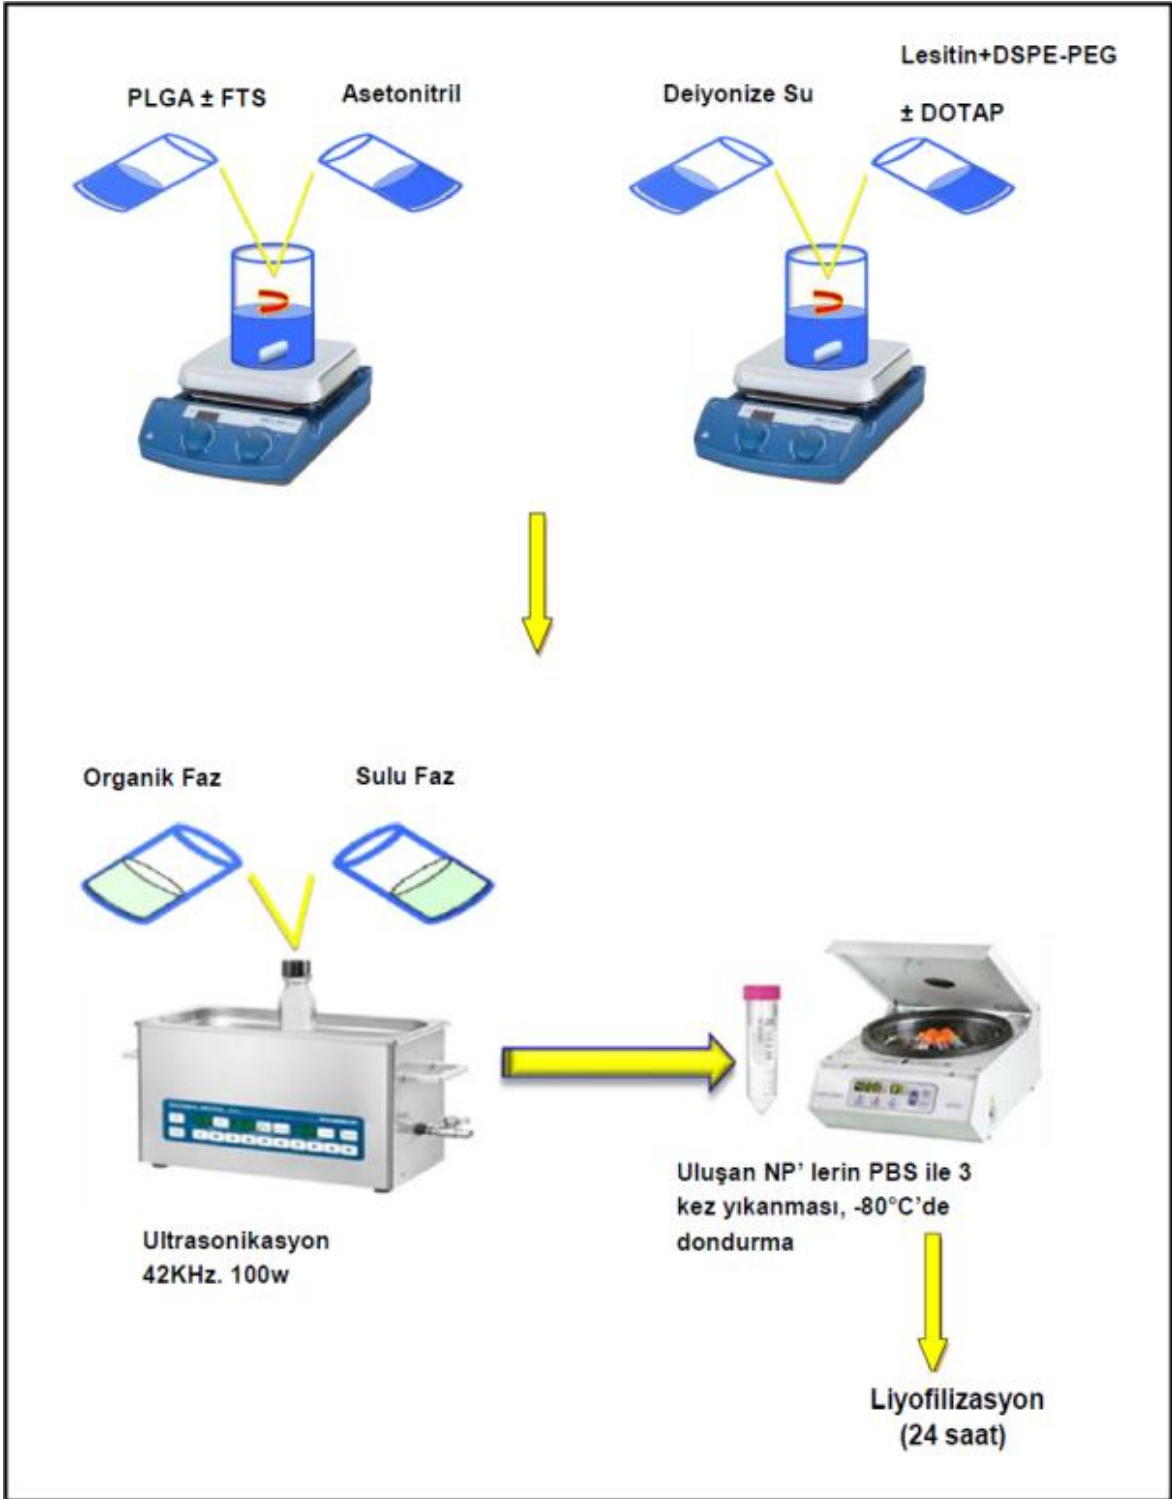 PLGA ± FTS
Asetonitril
Deiyonize Su
Lesitin+DSPE-PEG
± DOTAP
Organik Faz
Sulu Faz
Ultrasonikasyon
42KHz. 100w
Uluşan NP’ lerin PBS ile 3
kez yıkanması, -80°C’de
dondurma
Liyofilizasyon
(24 saat)